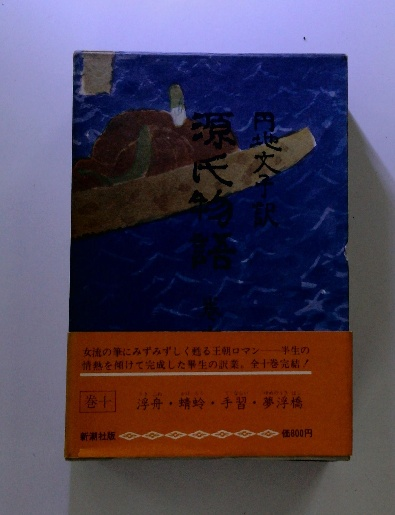 円地文子訳
源氏物語
巻
女流の筆にみずみずしく甦る王朝ロマン――半生の
情熱を傾けて完成した畢生の訳業、全十巻完結！
巻十
浮舟・蜻蛉・手習・夢浮橋
新潮社版
価800円